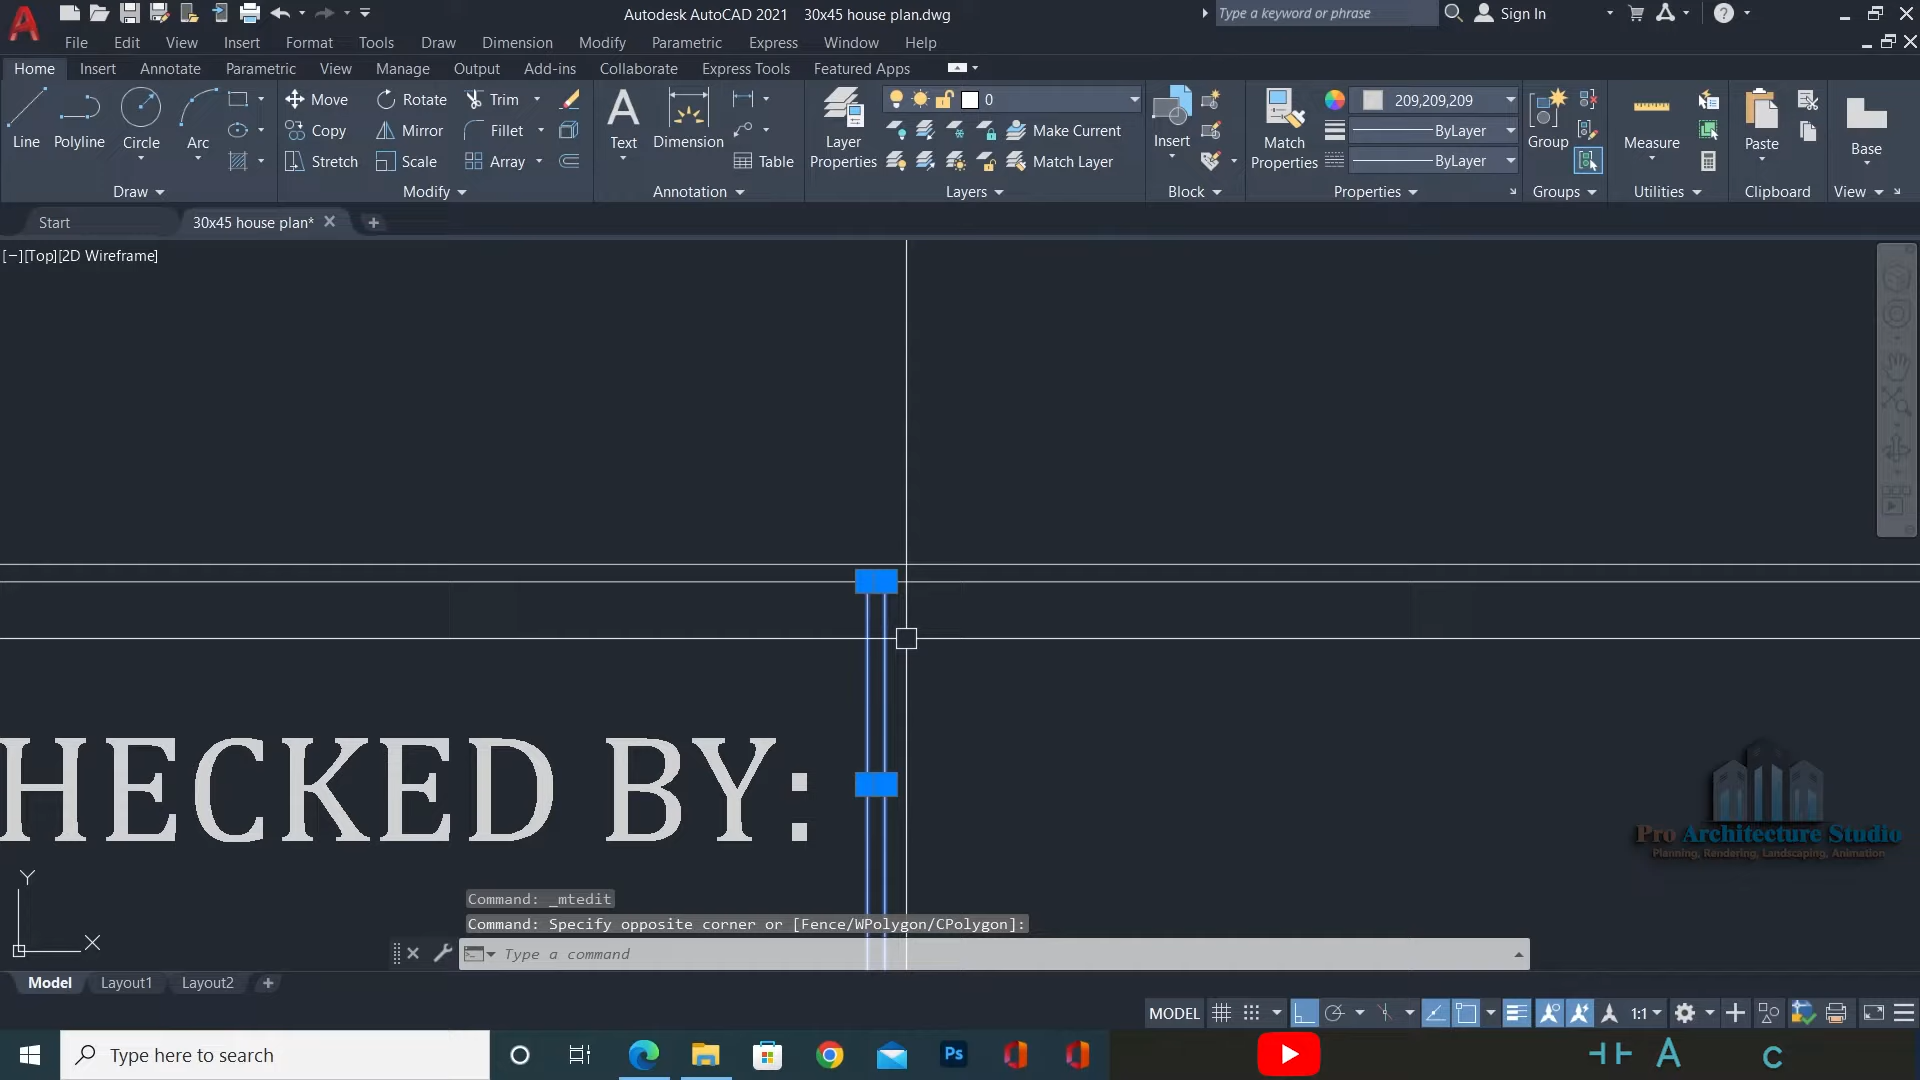 Autodesk AutoCAD 2021 30x45 house plan.dwg
Type a keyword or phrase
Sign In
File Edit View Insert Format Tools Draw Dimension Modify Parametric Express Window Help
Home Insert Annotate Parametric View Manage Output Add-ins Collaborate Express Tools Featured Apps
Line Polyline Circle Arc
Move Rotate Trim
Copy Mirror Fillet
Stretch Scale Array
Text Dimension Table
Layer Properties
0
Make Current
Match Layer
Insert
Match Properties
209,209,209
ByLayer
ByLayer
Group
Measure
Paste
Base
Draw Modify Annotation Layers Block Properties Groups Utilities Clipboard View
Start 30x45 house plan*
[−][Top][2D Wireframe]
HECKED BY:
Pro Architecture Studio
Planning, Rendering, Landscaping, Animation
Y
X
Command: _mtedit
Command: Specify opposite corner or [Fence/WPolygon/CPolygon]:
Type a command
Model Layout1 Layout2
MODEL 1:1
Type here to search
Ps
A C